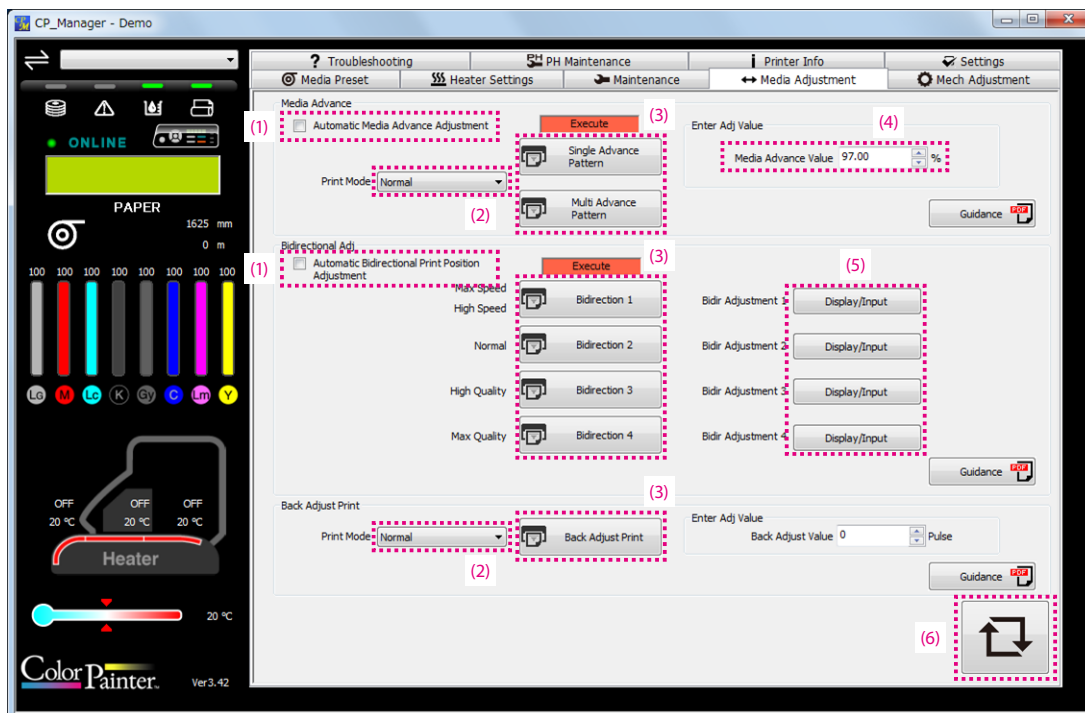 CP_Manager - Demo
? Troubleshooting
PH PH Maintenance
i Printer Info
Settings
Media Preset
Heater Settings
Maintenance
Media Adjustment
Mech Adjustment
ONLINE
PAPER
1625 mm
0 m
100 100 100 100 100 100 100 100
Lg M Lc K Gy C Lm Y
OFF OFF OFF
20 ℃ 20 ℃ 20 ℃
Heater
20 ℃
Color Painter.
Ver3.42
Media Advance
(1)
Automatic Media Advance Adjustment
Execute
(3)
Single Advance
Pattern
Print Mode
Normal
(2)
Multi Advance
Pattern
Enter Adj Value
(4)
Media Advance Value 97.00 %
Guidance PDF
Bidirectional Adj
(1)
Automatic Bidirectional Print Position
Adjustment
Execute
(3)
(5)
Max Speed
High Speed
Bidirection 1
Bidir Adjustment 1
Display/Input
Normal
Bidirection 2
Bidir Adjustment 2
Display/Input
High Quality
Bidirection 3
Bidir Adjustment 3
Display/Input
Max Quality
Bidirection 4
Bidir Adjustment 4
Display/Input
Guidance PDF
Back Adjust Print
(3)
Print Mode
Normal
(2)
Back Adjust Print
Enter Adj Value
Back Adjust Value 0 Pulse
Guidance PDF
(6)